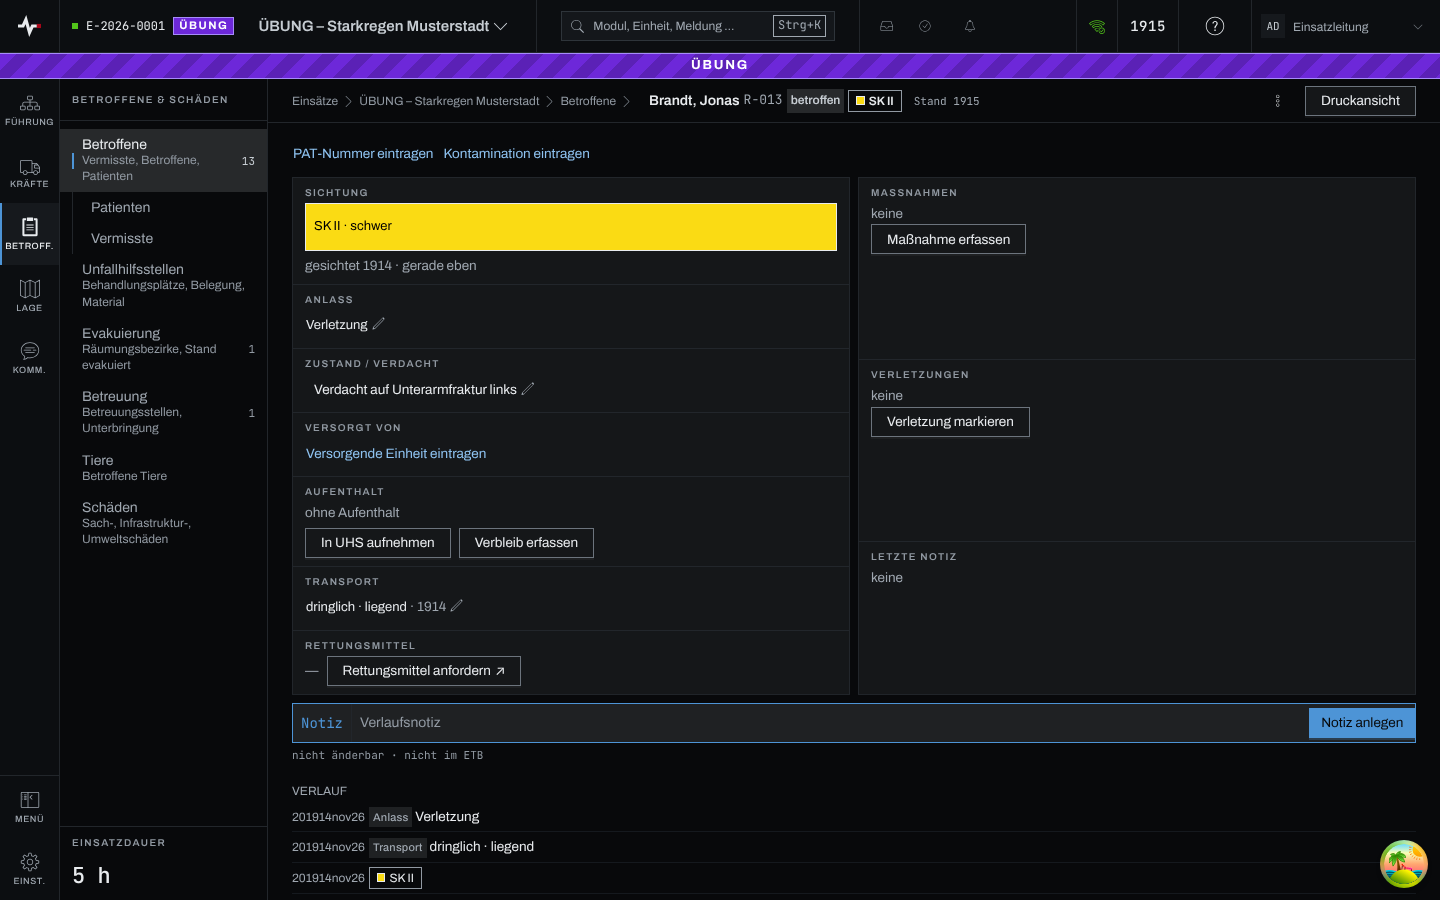 E-2026-0001 ÜBUNG
ÜBUNG – Starkregen Musterstadt
Modul, Einheit, Meldung ... Strg+K
1915
?
AD Einsatzleitung
ÜBUNG
FÜHRUNG
KRÄFTE
BETROFF.
LAGE
KOMM.
MENÜ
EINST.
BETROFFENE & SCHÄDEN
Betroffene
Vermisste, Betroffene,
Patienten
13
Patienten
Vermisste
Unfallhilfsstellen
Behandlungsplätze, Belegung,
Material
Evakuierung
Räumungsbezirke, Stand
evakuiert
1
Betreuung
Betreuungsstellen,
Unterbringung
1
Tiere
Betroffene Tiere
Schäden
Sach-, Infrastruktur-,
Umweltschäden
EINSATZDAUER
5 h
Einsätze
ÜBUNG – Starkregen Musterstadt
Betroffene
Brandt, Jonas R-013 betroffen SK II Stand 1915
Druckansicht
PAT-Nummer eintragen Kontamination eintragen
SICHTUNG
SK II · schwer
gesichtet 1914 · gerade eben
ANLASS
Verletzung
ZUSTAND / VERDACHT
Verdacht auf Unterarmfraktur links
VERSORGT VON
Versorgende Einheit eintragen
AUFENTHALT
ohne Aufenthalt
In UHS aufnehmen Verbleib erfassen
TRANSPORT
dringlich · liegend · 1914
RETTUNGSMITTEL
— Rettungsmittel anfordern ↗
MASSNAHMEN
keine
Maßnahme erfassen
VERLETZUNGEN
keine
Verletzung markieren
LETZTE NOTIZ
keine
Notiz Verlaufsnotiz Notiz anlegen
nicht änderbar · nicht im ETB
VERLAUF
201914nov26 Anlass Verletzung
201914nov26 Transport dringlich · liegend
201914nov26 SK II